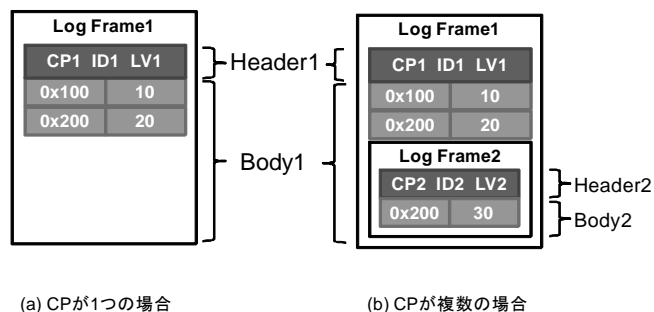 Log Frame1
CP1 ID1 LV1
0x100 10
0x200 20
Header1
Body1
Log Frame1
CP1 ID1 LV1
0x100 10
0x200 20
Log Frame2
CP2 ID2 LV2
0x200 30
Header2
Body2
(a) CPが1つの場合
(b) CPが複数の場合